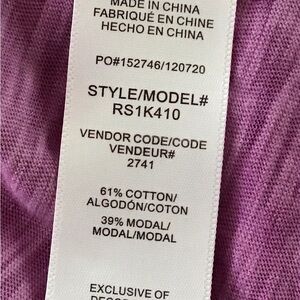 MADE IN CHINA
FABRIQUÉ EN CHINE
HECHO EN CHINA
PO#152746/120720
STYLE/MODEL#
RS1K410
VENDOR CODE/CODE
VENDEUR#
2741
61% COTTON/
ALGODÓN/COTON
39% MODAL/
MODAL/MODAL
EXCLUSIVE OF